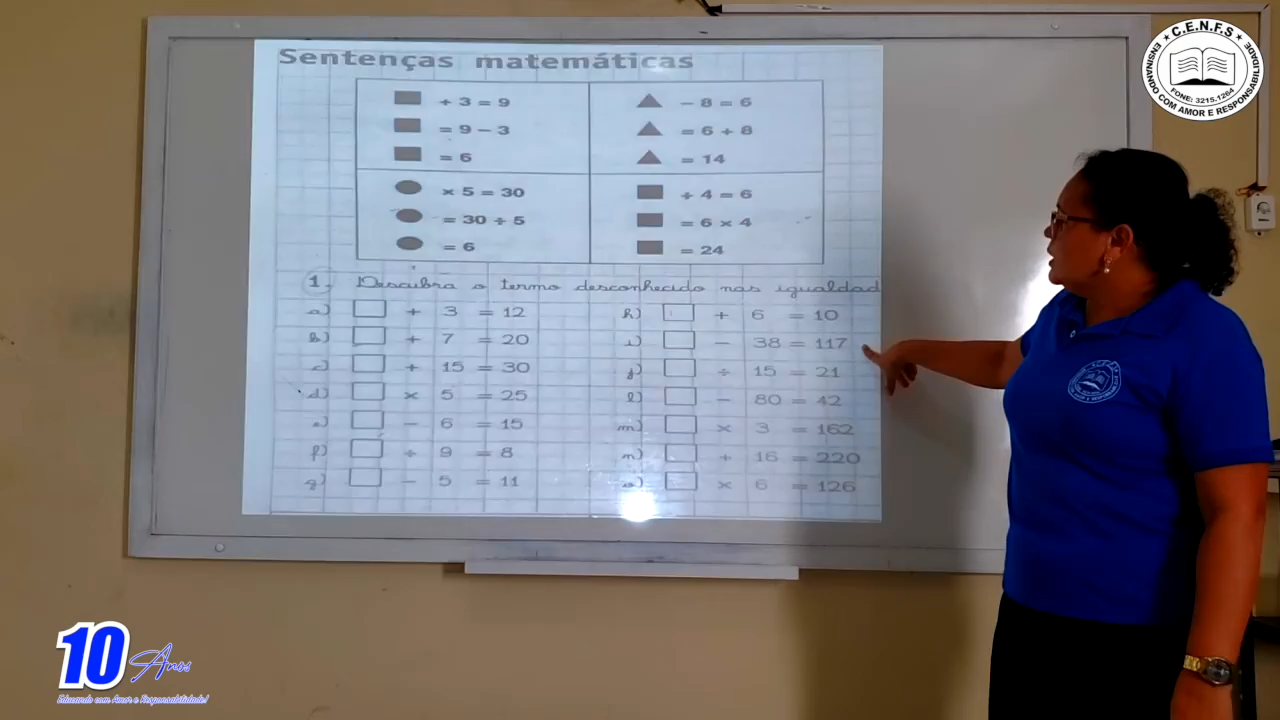 Sentenças matemáticas
+ 3 = 9
= 9 – 3
= 6
– 8 = 6
= 6 + 8
= 14
× 5 = 30
= 30 ÷ 5
= 6
÷ 4 = 6
= 6 × 4
= 24
1. Descubra o termo desconhecido nas igualdad
a) + 3 = 12
b) + 7 = 20
c) + 15 = 30
d) × 5 = 25
e) – 6 = 15
f) ÷ 9 = 8
g) – 5 = 11
h) + 6 = 10
i) – 38 = 117
j) ÷ 15 = 21
l) – 80 = 42
m) × 3 = 162
n) + 16 = 220
o) × 6 = 126
C.E.N.F.S
ENSINANDO COM AMOR E RESPONSABILIDADE
FONE: 3215.1264
10 Anos
Educando com Amor e Responsabilidade!